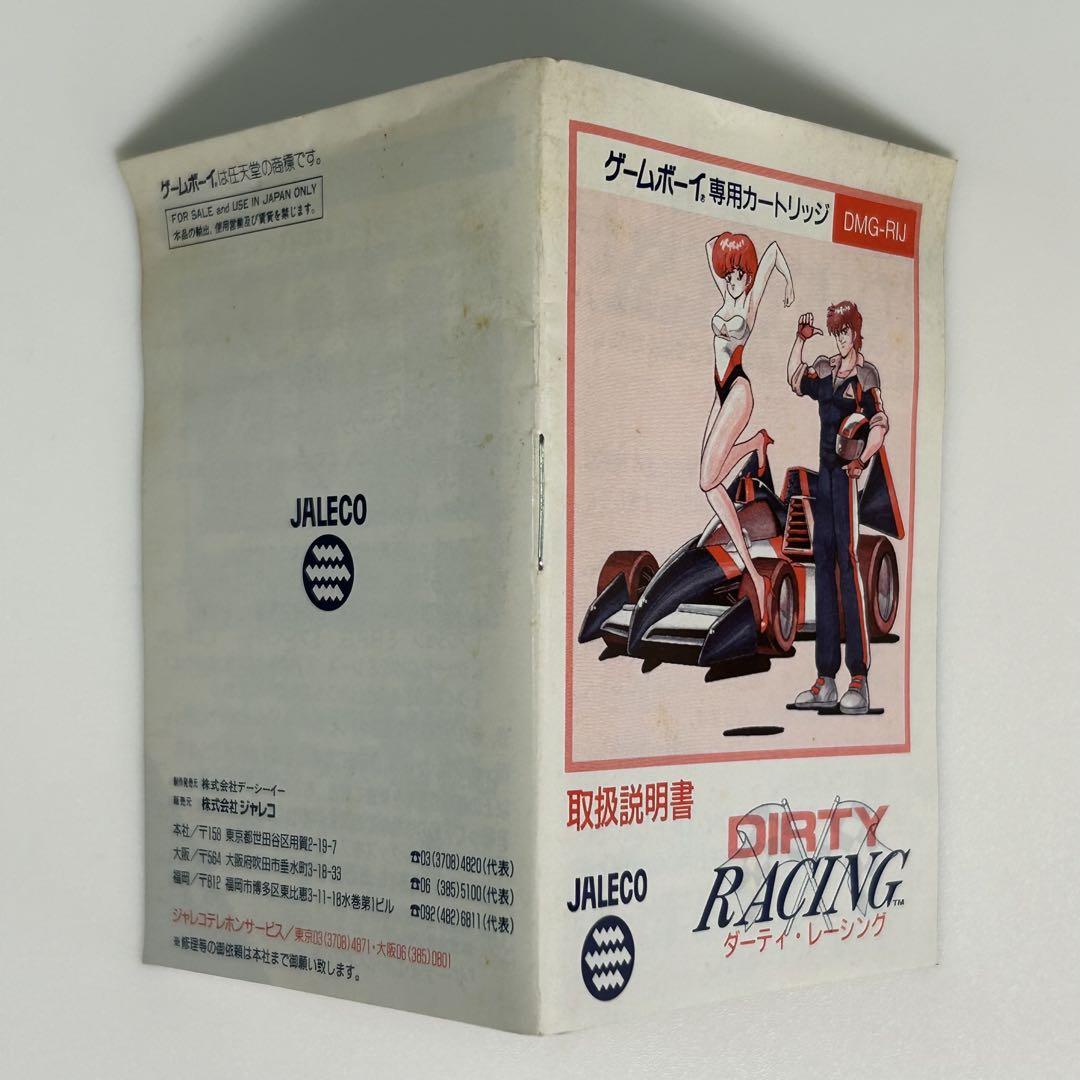 ゲームボーイ®は任天堂の商標です。
FOR SALE and USE IN JAPAN ONLY
本品の輸出、使用営業及び賃貸を禁じます。
JALECO
制作発売元 株式会社デーシーイー
販売元 株式会社ジャレコ
本社/〒158 東京都世田谷区用賀2-19-7 ☎03(3708)4820(代表)
大阪/〒564 大阪府吹田市垂水町3-18-33 ☎06(385)5100(代表)
福岡/〒812 福岡市博多区東比恵3-11-18水巻第1ビル ☎092(482)6811(代表)
ジャレコテレホンサービス/東京03(3708)4871・大阪06(385)0801
※修理等の御依頼は本社まで御願い致します。
ゲームボーイ®専用カートリッジ
DMG-RIJ
取扱説明書
DIRTY
RACING™
ダーティ・レーシング
JALECO